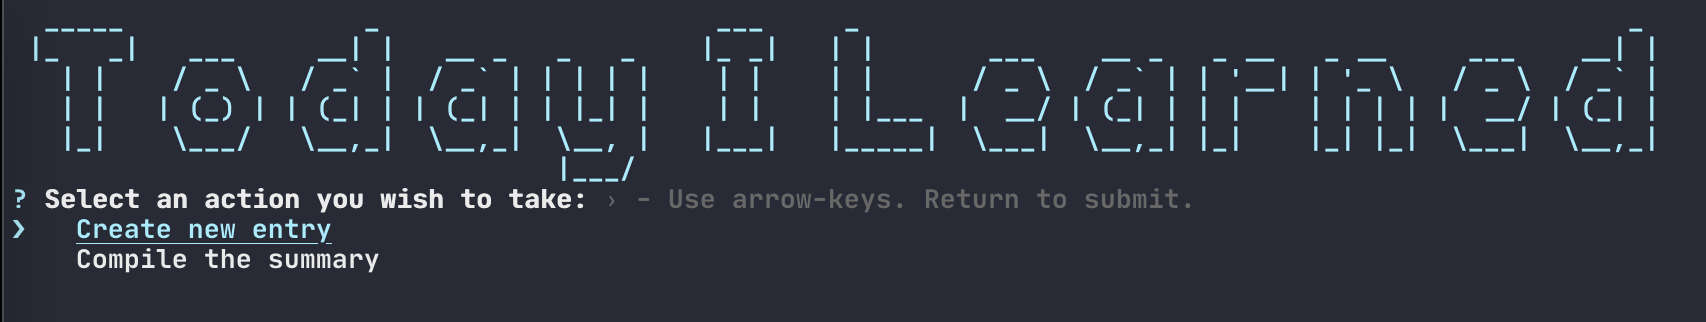 Today I Learned
? Select an action you wish to take: › - Use arrow-keys. Return to submit.
❯ Create new entry
Compile the summary